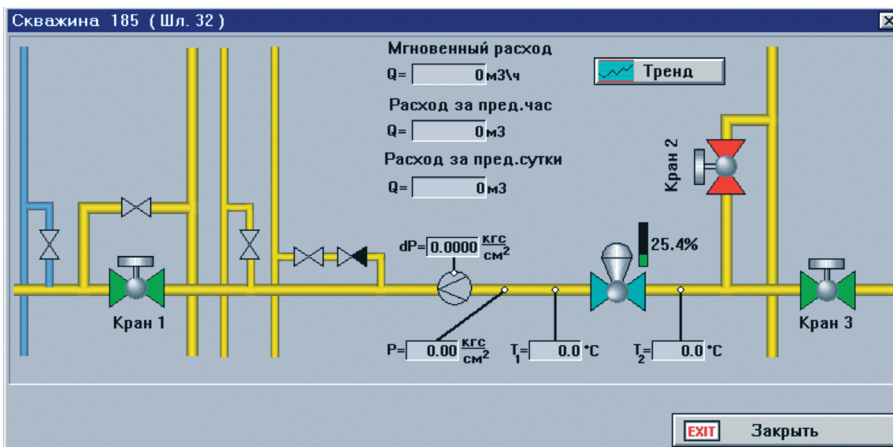 Скважина 185 (Шл. 32)
Мгновенный расход
Q= 0 м3\ч
Тренд
Расход за пред.час
Q= 0 м3
Расход за пред.сутки
Q= 0 м3
Кран 2
dP= 0.0000 кгс
см2
25.4%
Кран 1
Кран 3
P= 0.00 кгс
см2
T1= 0.0 °C
T2= 0.0 °C
EXIT Закрыть